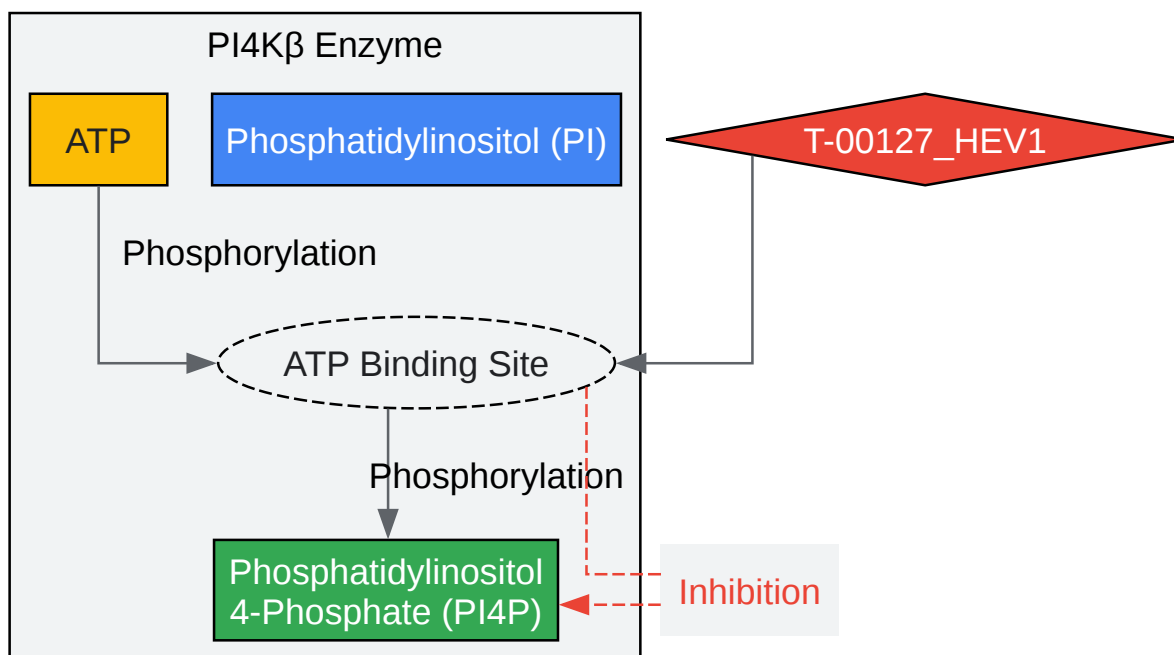 PI4Kβ Enzyme
ATP
Phosphatidylinositol (PI)
T-00127_HEV1
Phosphorylation
ATP Binding Site
Phosphorylation
Phosphatidylinositol
4-Phosphate (PI4P)
Inhibition